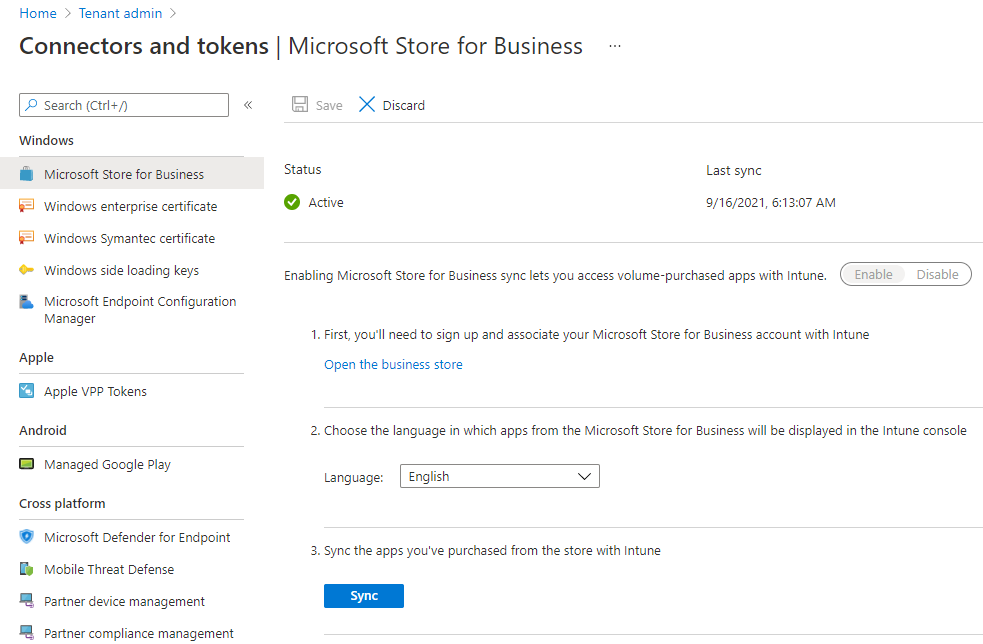 Home > Tenant admin >
Connectors and tokens | Microsoft Store for Business ...
Search (Ctrl+/) «
Save Discard
Windows
Microsoft Store for Business
Windows enterprise certificate
Windows Symantec certificate
Windows side loading keys
Microsoft Endpoint Configuration
Manager
Apple
Apple VPP Tokens
Android
Managed Google Play
Cross platform
Microsoft Defender for Endpoint
Mobile Threat Defense
Partner device management
Partner compliance management
Status
Active
Last sync
9/16/2021, 6:13:07 AM
Enabling Microsoft Store for Business sync lets you access volume-purchased apps with Intune. Enable Disable
1. First, you'll need to sign up and associate your Microsoft Store for Business account with Intune
Open the business store
2. Choose the language in which apps from the Microsoft Store for Business will be displayed in the Intune console
Language: English
3. Sync the apps you've purchased from the store with Intune
Sync